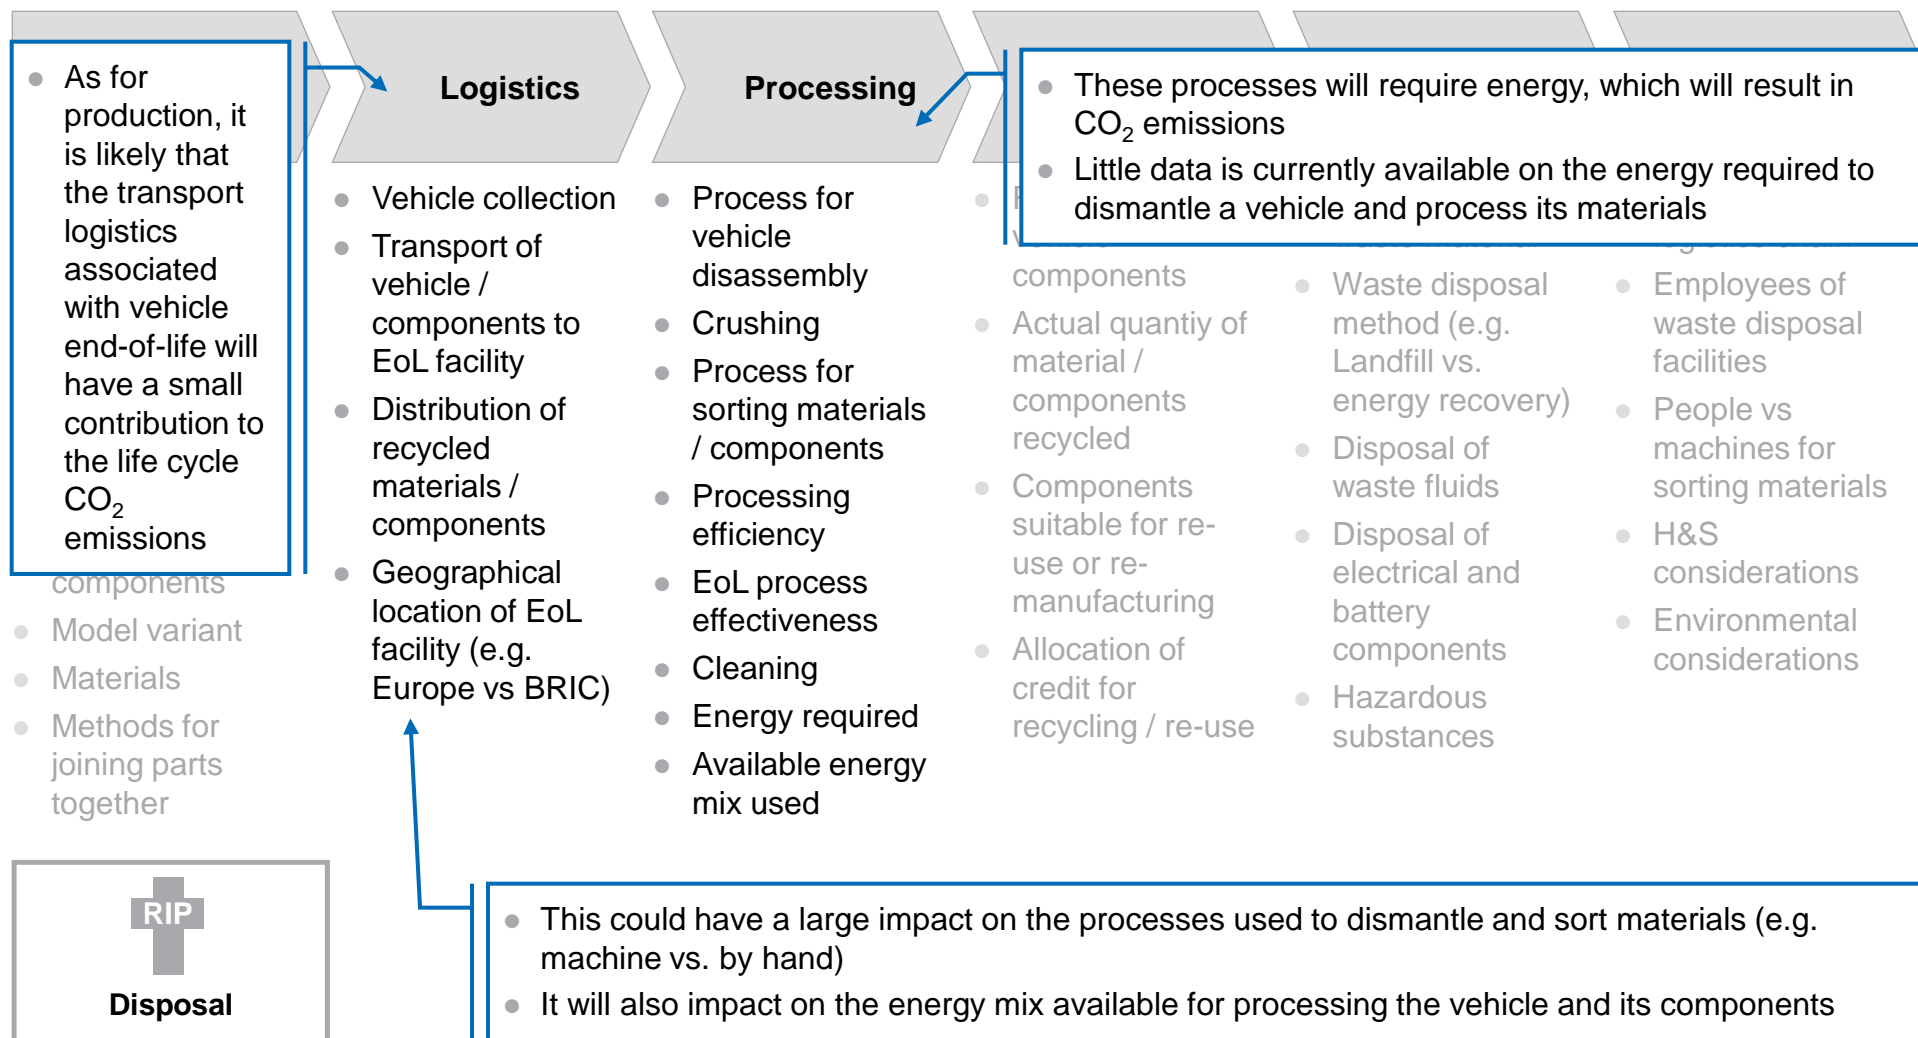 As for
production, it
is likely that
the transport
logistics
associated
with vehicle
end-of-life will
have a small
contribution to
the life cycle
CO₂
emissions
components
Model variant
Materials
Methods for
joining parts
together
Logistics
Vehicle collection
Transport of
vehicle /
components to
EoL facility
Distribution of
recycled
materials /
components
Geographical
location of EoL
facility (e.g.
Europe vs BRIC)
Processing
Process for
vehicle
disassembly
Crushing
Process for
sorting materials
/ components
Processing
efficiency
EoL process
effectiveness
Cleaning
Energy required
Available energy
mix used
These processes will require energy, which will result in
CO₂ emissions
Little data is currently available on the energy required to
dismantle a vehicle and process its materials
components
Actual quantiy of
material /
components
recycled
Components
suitable for re-
use or re-
manufacturing
Allocation of
credit for
recycling / re-use
Waste disposal
method (e.g.
Landfill vs.
energy recovery)
Disposal of
waste fluids
Disposal of
electrical and
battery
components
Hazardous
substances
Employees of
waste disposal
facilities
People vs
machines for
sorting materials
H&S
considerations
Environmental
considerations
RIP
Disposal
This could have a large impact on the processes used to dismantle and sort materials (e.g.
machine vs. by hand)
It will also impact on the energy mix available for processing the vehicle and its components